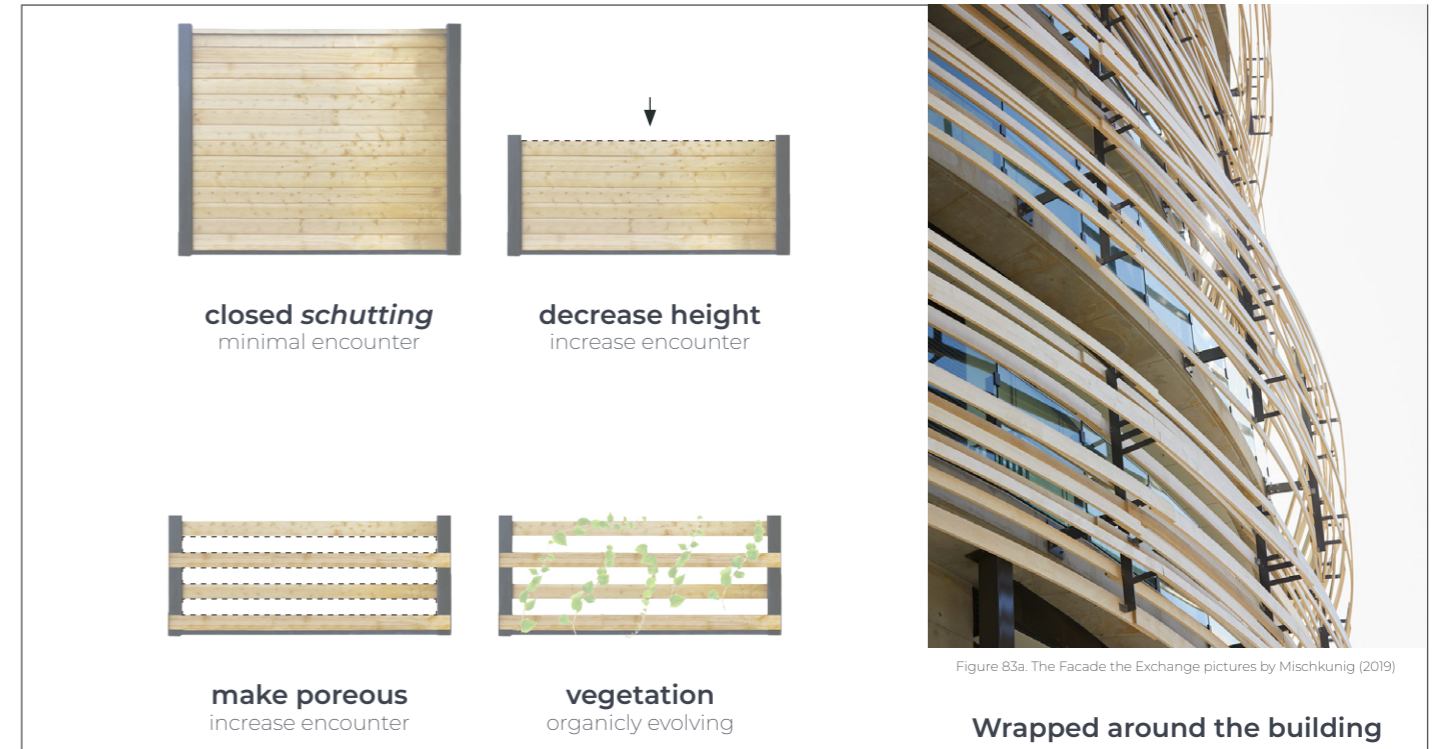 closed schutting
minimal encounter
decrease height
increase encounter
make poreous
increase encounter
vegetation
organicly evolving
Figure 83a. The Facade the Exchange pictures by Mischkunig (2019)
Wrapped around the building